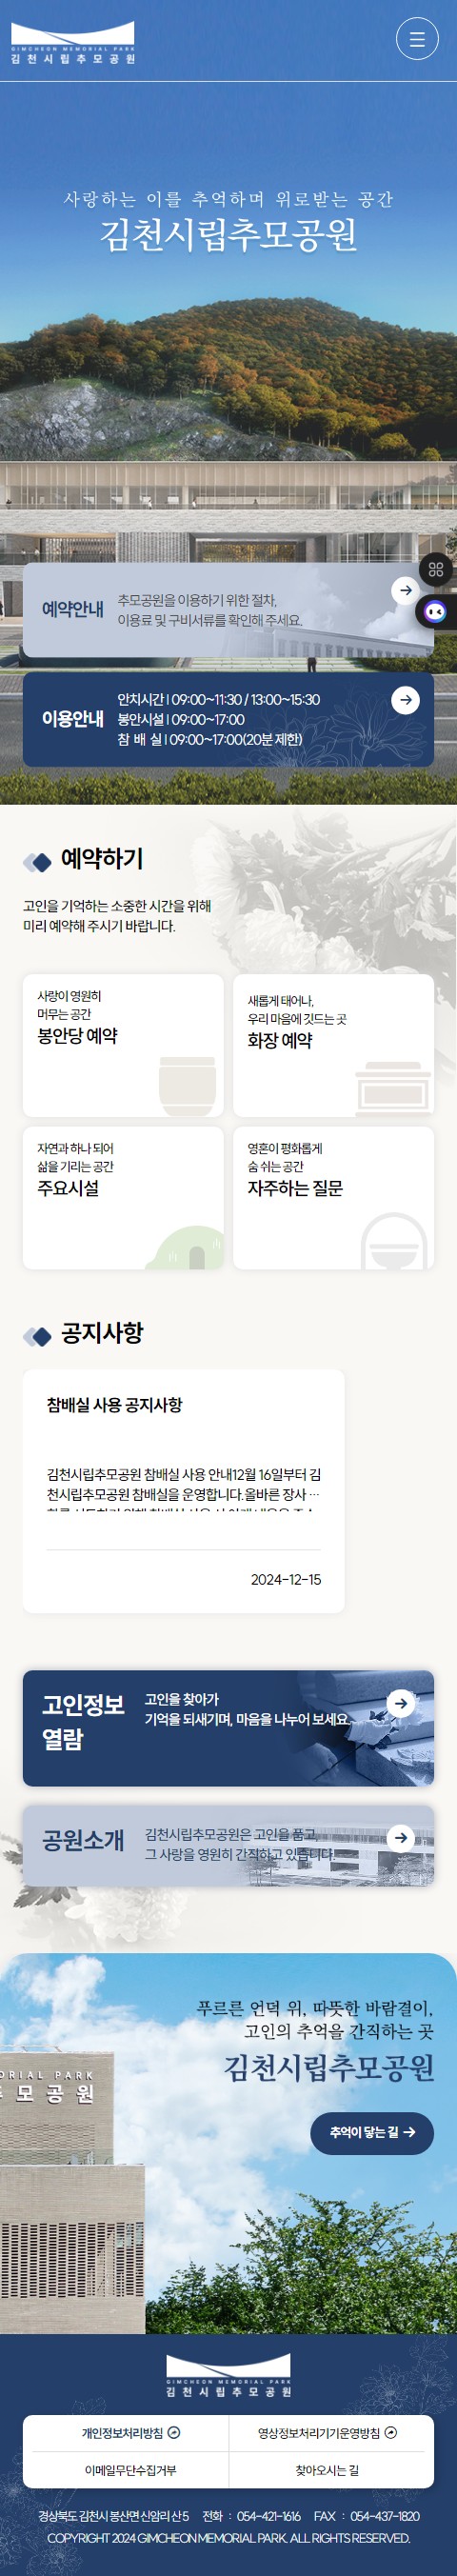 GIMCHEON MEMORIAL PARK
김천시립추모공원
사랑하는 이를 추억하며 위로받는 공간
김천시립추모공원
예약안내
추모공원을 이용하기 위한 절차,
이용료 및 구비서류를 확인해 주세요.
이용안내
안치시간 | 09:00~11:30 / 13:00~15:30
봉안시설 | 09:00~17:00
참 배 실 | 09:00~17:00(20분 제한)
예약하기
고인을 기억하는 소중한 시간을 위해
미리 예약해 주시기 바랍니다.
사랑이 영원히
머무는 공간
봉안당 예약
새롭게 태어나,
우리 마음에 깃드는 곳
화장 예약
자연과 하나 되어
삶을 기리는 공간
주요시설
영혼이 평화롭게
숨 쉬는 공간
자주하는 질문
공지사항
참배실 사용 공지사항
김천시립추모공원 참배실 사용 안내12월 16일부터 김
천시립추모공원 참배실을 운영합니다.올바른 장사 …
2024-12-15
고인정보
열람
고인을 찾아가
기억을 되새기며, 마음을 나누어 보세요.
공원소개
김천시립추모공원은 고인을 품고,
그 사랑을 영원히 간직하고 있습니다.
푸르른 언덕 위, 따뜻한 바람결이,
고인의 추억을 간직하는 곳
김천시립추모공원
추억이 닿는 길
ORIAL PARK
추모공원
GIMCHEON MEMORIAL PARK
김천시립추모공원
개인정보처리방침
영상정보처리기기운영방침
이메일무단수집거부
찾아오시는 길
경상북도 김천시 봉산면 신암리 산 5 전화 : 054-421-1616 FAX : 054-437-1820
COPYRIGHT 2024 GIMCHEON MEMORIAL PARK. ALL RIGHTS RESERVED.